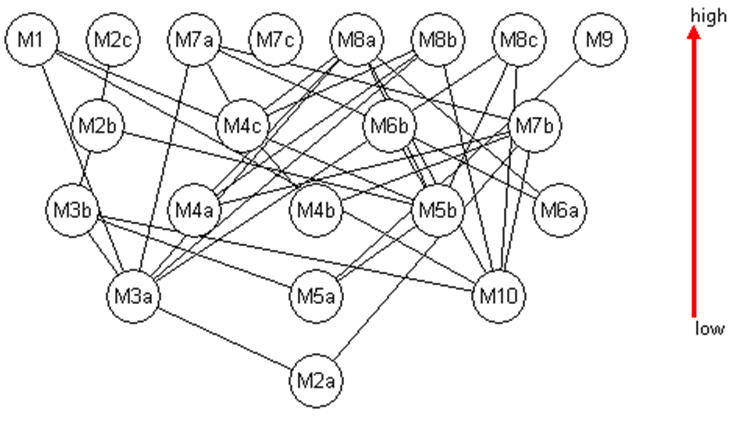 high
M1 M2c M7a M7c M8a M8b M8c M9
M2b M4c M6b M7b
M3b M4a M4b M5b M6a
M3a M5a M10
low
M2a